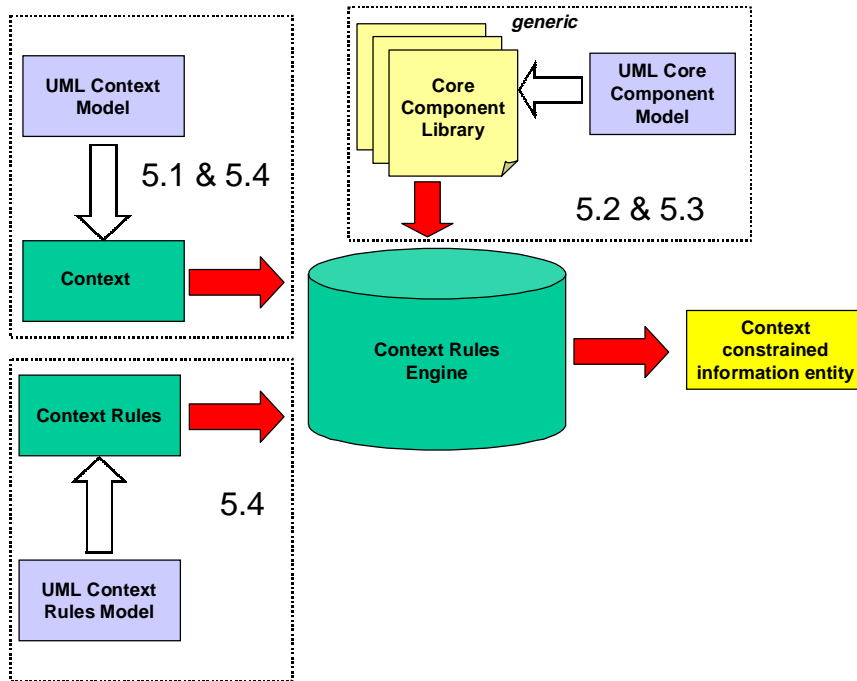 generic
UML Context
Model
Core
Component
Library
UML Core
Component
Model
5.1 & 5.4
5.2 & 5.3
Context
Context Rules
Engine
Context
constrained
information entity
Context Rules
5.4
UML Context
Rules Model